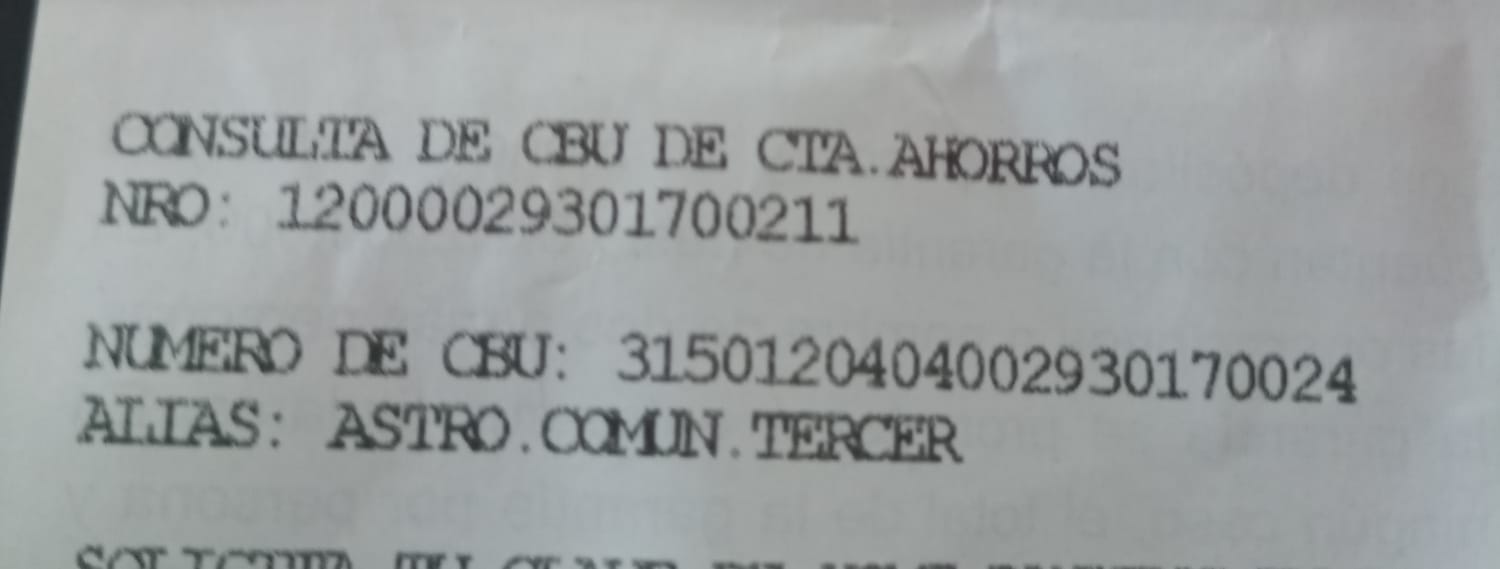 CONSULTA DE CBU DE CTA.AHORROS
NRO: 12000029301700211
NUMERO DE CBU: 3150120404002930170024
ALIAS: ASTRO.COMUN.TERCER